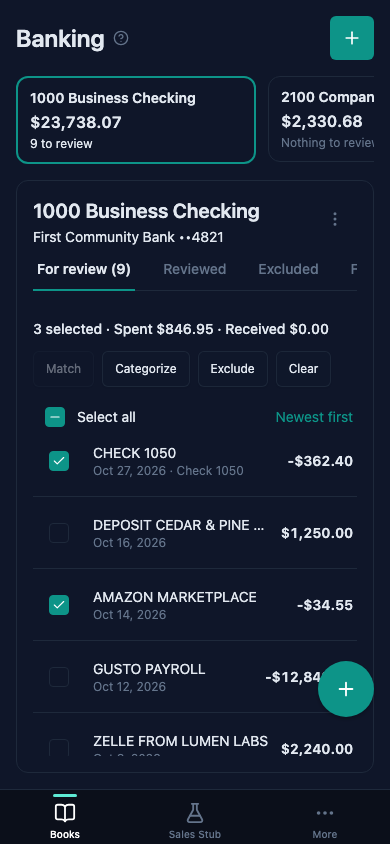 Banking
1000 Business Checking
$23,738.07
9 to review
2100 Compan
$2,330.68
Nothing to review
1000 Business Checking
First Community Bank ••4821
For review (9)
Reviewed
Excluded
3 selected · Spent $846.95 · Received $0.00
Match
Categorize
Exclude
Clear
Select all
Newest first
CHECK 1050
-$362.40
Oct 27, 2026 · Check 1050
DEPOSIT CEDAR & PINE ...
$1,250.00
Oct 16, 2026
AMAZON MARKETPLACE
-$34.55
Oct 14, 2026
GUSTO PAYROLL
-$12,84
Oct 12, 2026
ZELLE FROM LUMEN LABS
$2,240.00
Books
Sales Stub
More